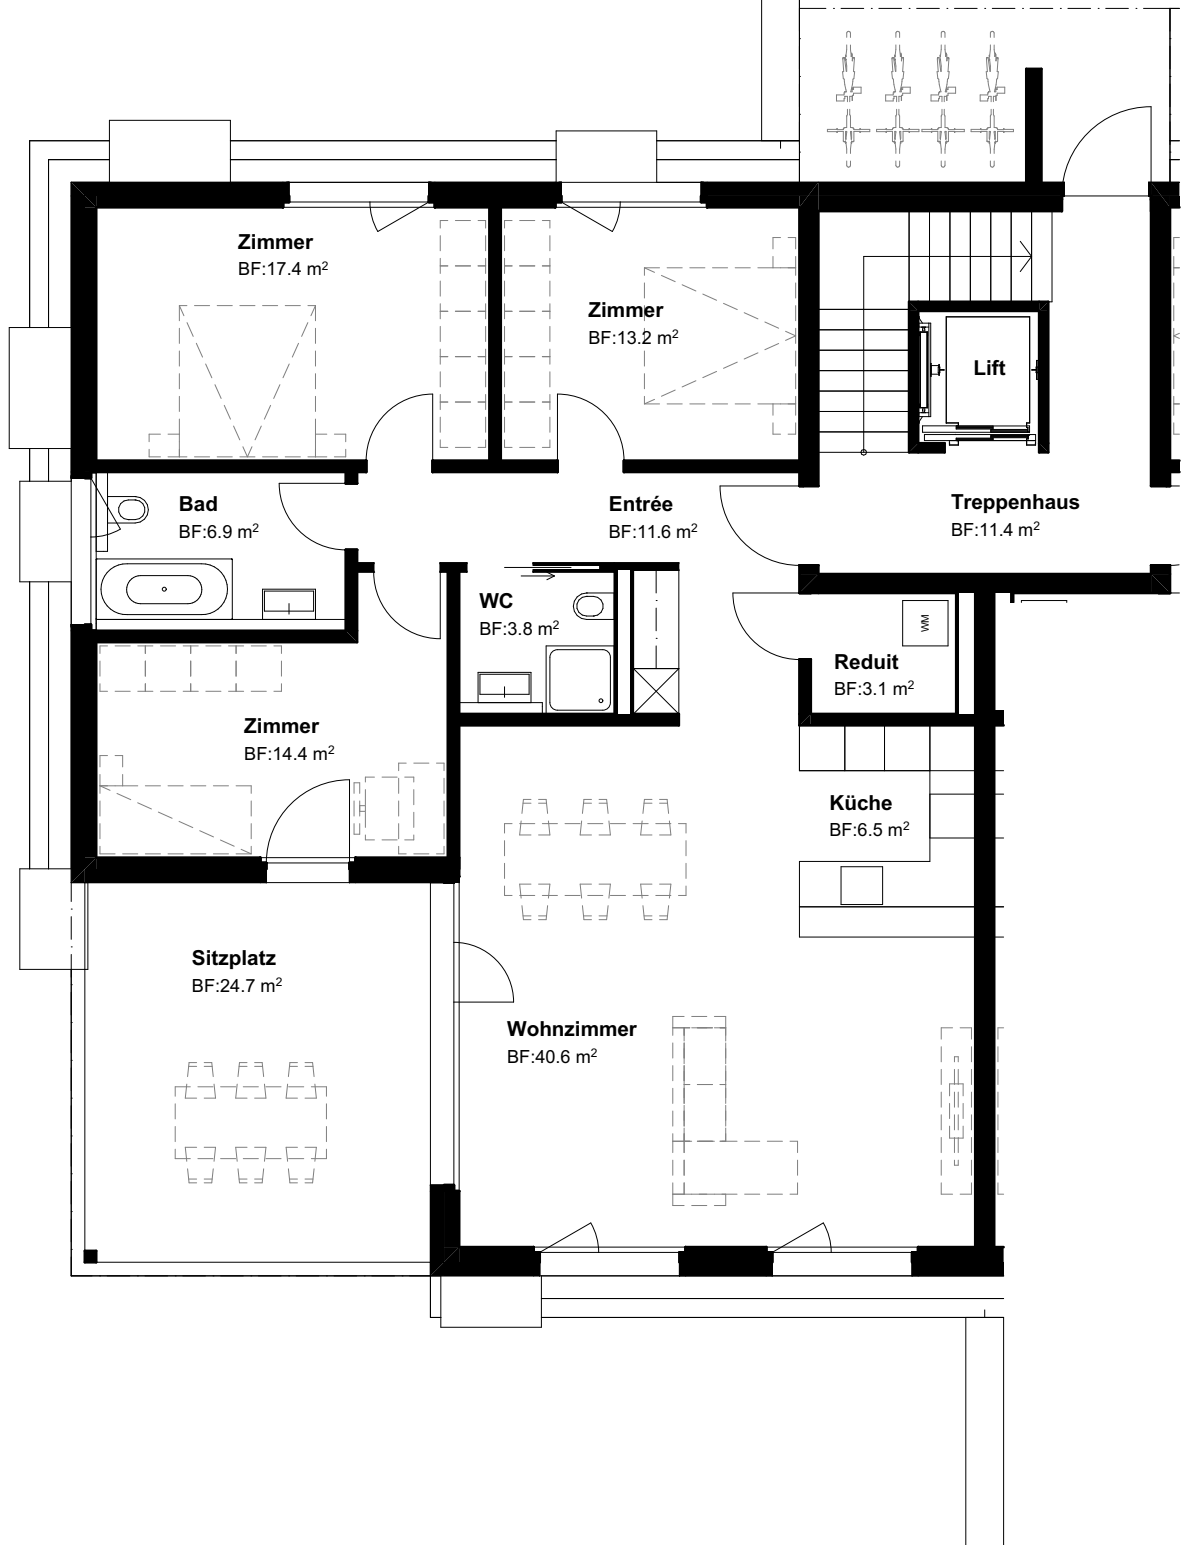 Zimmer
BF:17.4 m²
Zimmer
BF:13.2 m²
Lift
Bad
BF:6.9 m²
Entrée
BF:11.6 m²
Treppenhaus
BF:11.4 m²
WC
BF:3.8 m²
WM
Reduit
BF:3.1 m²
Zimmer
BF:14.4 m²
Küche
BF:6.5 m²
Sitzplatz
BF:24.7 m²
Wohnzimmer
BF:40.6 m²